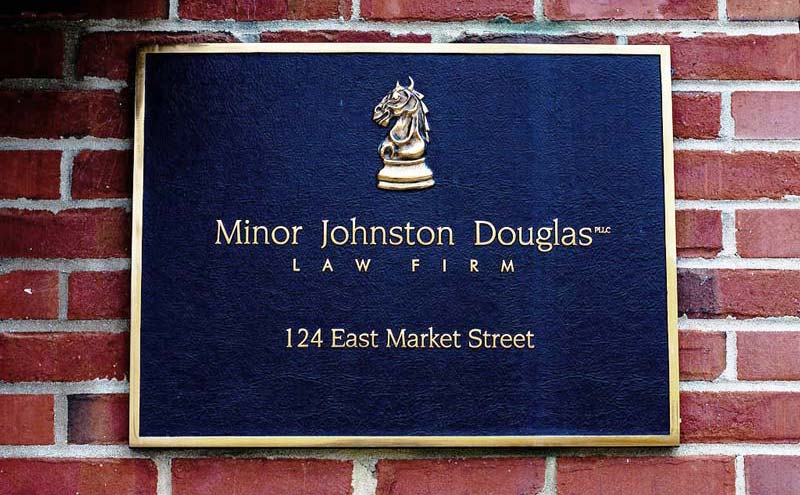 Minor Johnston Douglas PLLC
LAW FIRM
124 East Market Street